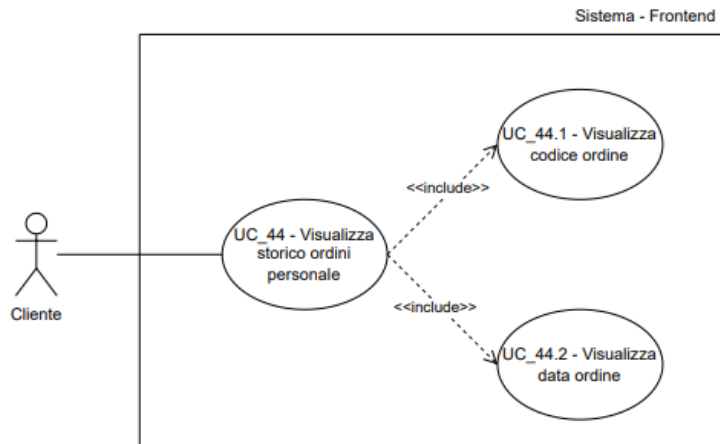 Sistema - Frontend
UC_44.1 - Visualizza
codice ordine
<<include>>
UC_44 - Visualizza
storico ordini
personale
Cliente
<<include>>
UC_44.2 - Visualizza
data ordine